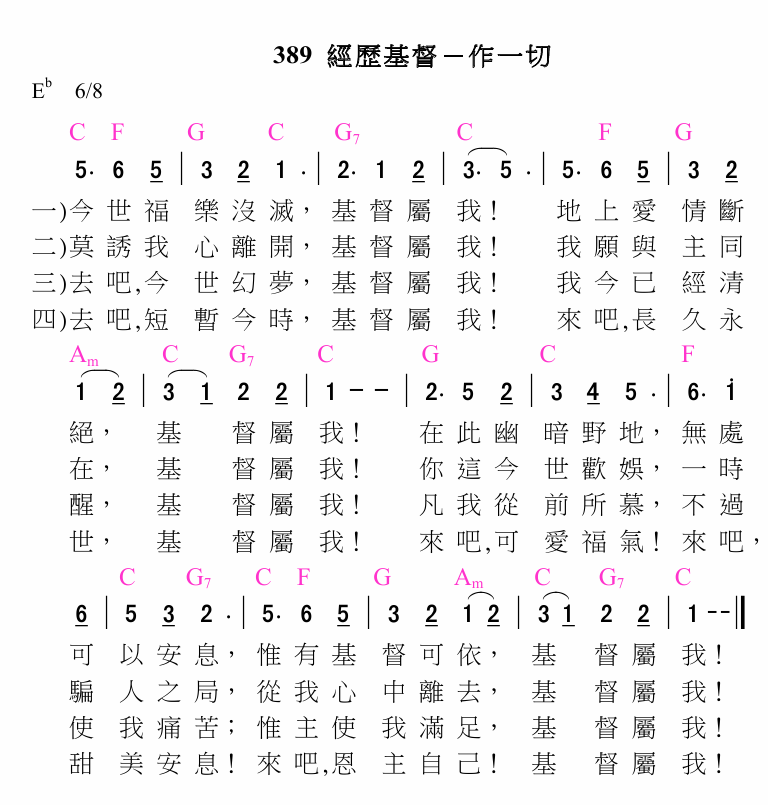 389 經歷基督－作一切
E♭ 6/8
C F G C G7 C F G
5· 6 5 | 3 2 1 · | 2· 1 2 | 3· 5 · | 5· 6 5 | 3 2
一)今世福 樂沒滅，基督屬 我！ 地上愛 情斷
二)莫誘我 心離開，基督屬 我！ 我願與 主同
三)去吧,今 世幻夢，基督屬 我！ 我今已 經清
四)去吧,短 暫今時，基督屬 我！ 來吧,長 久永
Am C G7 C G C F
1 2 | 3 1 2 2 | 1 - - | 2· 5 2 | 3 4 5 · | 6· i
絕， 基 督屬 我！ 在此幽 暗野地，無處
在， 基 督屬 我！ 你這今 世歡娛，一時
醒， 基 督屬 我！ 凡我從 前所慕，不過
世， 基 督屬 我！ 來吧,可 愛福氣！來吧，
C G7 C F G Am C G7 C
6 | 5 3 2 · | 5· 6 5 | 3 2 1 2 | 3 1 2 2 | 1 -- ‖
可 以安息，惟有基 督可依， 基 督屬 我！
騙 人之局，從我心 中離去， 基 督屬 我！
使 我痛苦；惟主使 我滿足， 基 督屬 我！
甜 美安息！來吧,恩 主自己！ 基 督屬 我！